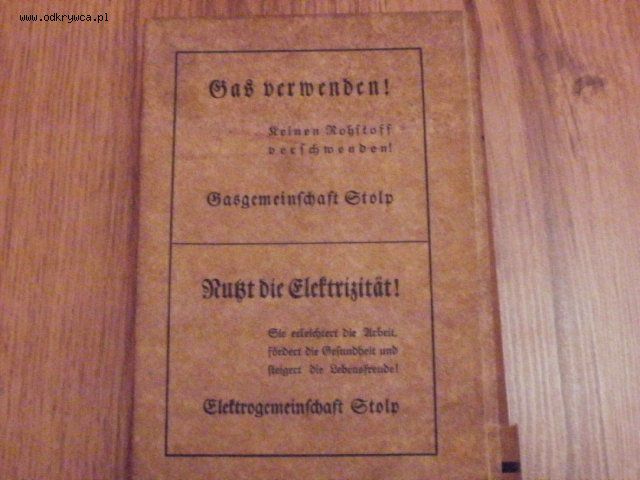 www.odkrywca.pl
Gas verwenden!
Keinen Rohstoff
verschwenden!
Gasgemeinschaft Stolp
Nutzt die Elektrizität!
Sie erleichtert die Arbeit,
fördert die Gesundheit und
steigert die Lebensfreude!
Elektrogemeinschaft Stolp